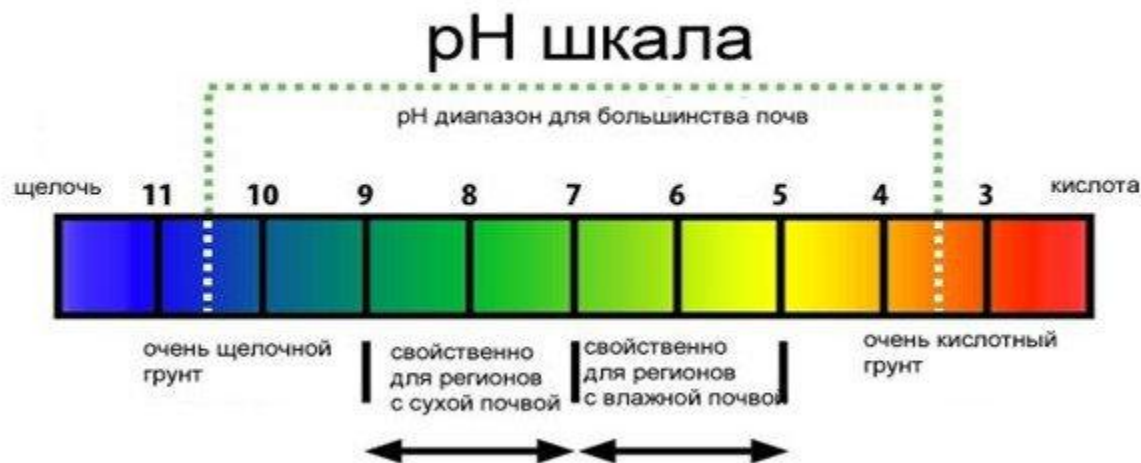 pH шкала
pH диапазон для большинства почв
щелочь 11 10 9 8 7 6 5 4 3 кислота
очень щелочной
грунт
свойственно
для регионов
с сухой почвой
свойственно
для регионов
с влажной почвой
очень кислотный
грунт